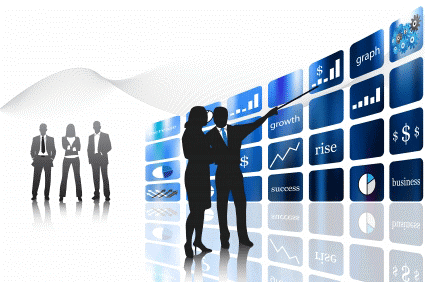 graph
$
growth
$ $ $
$
rise
success
business